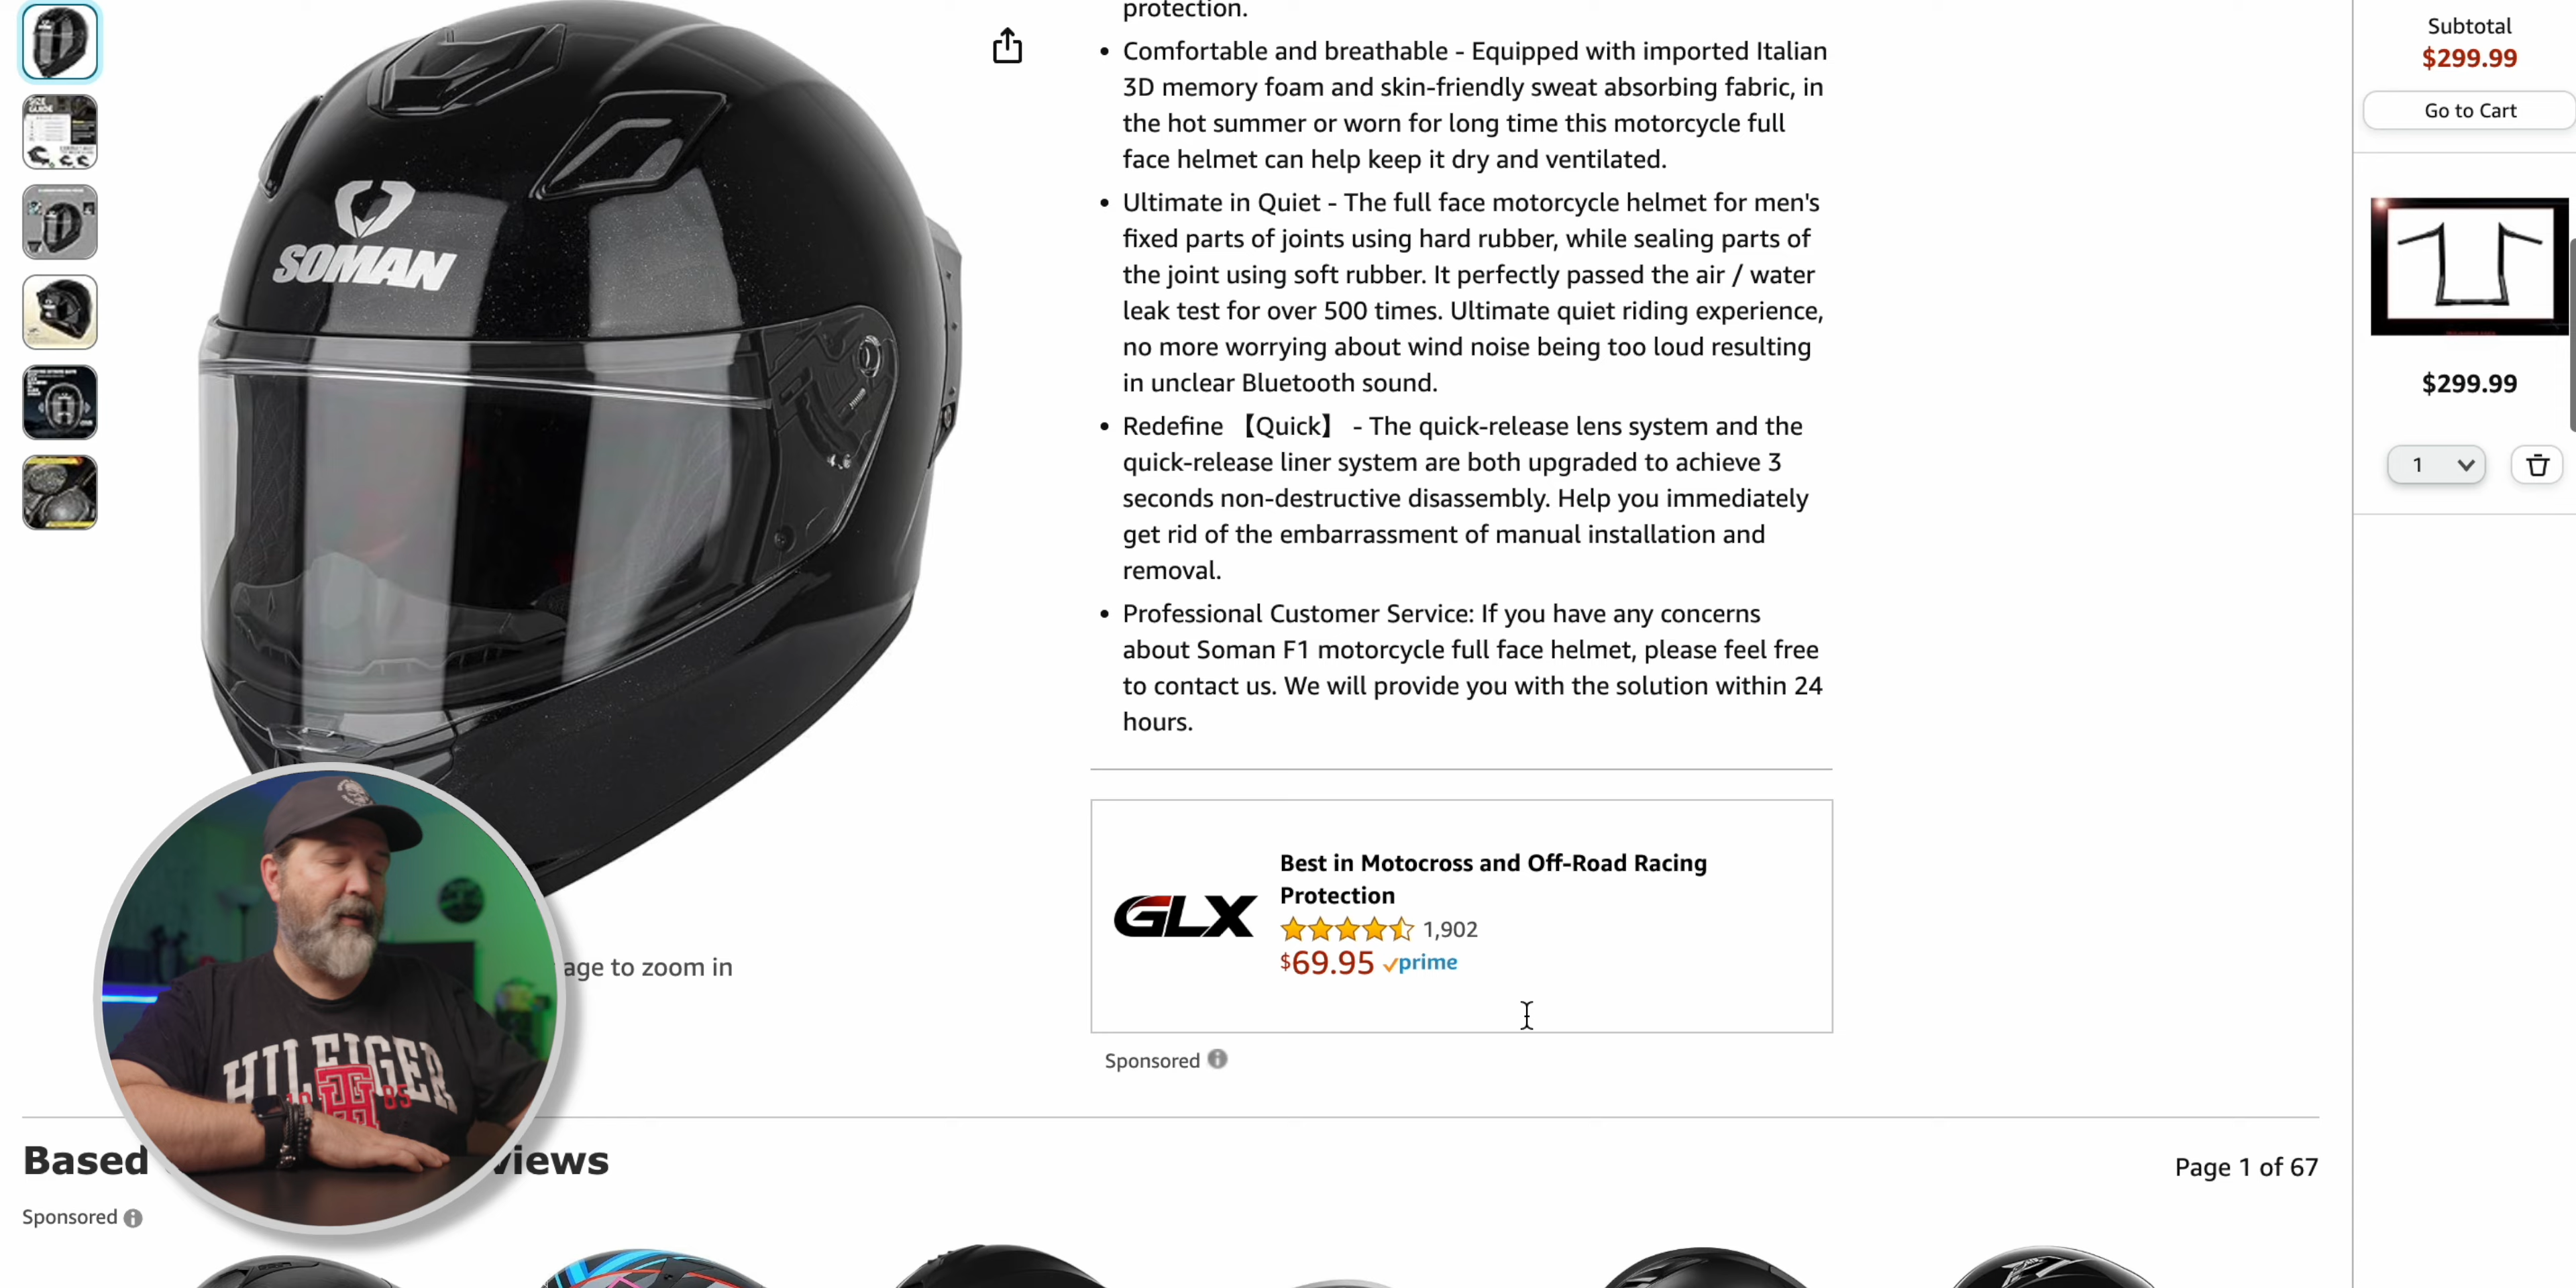 SOMAN
SIZE
GUIDE
protection.
• Comfortable and breathable - Equipped with imported Italian
3D memory foam and skin-friendly sweat absorbing fabric, in
the hot summer or worn for long time this motorcycle full
face helmet can help keep it dry and ventilated.
• Ultimate in Quiet - The full face motorcycle helmet for men's
fixed parts of joints using hard rubber, while sealing parts of
the joint using soft rubber. It perfectly passed the air / water
leak test for over 500 times. Ultimate quiet riding experience,
no more worrying about wind noise being too loud resulting
in unclear Bluetooth sound.
• Redefine 【Quick】 - The quick-release lens system and the
quick-release liner system are both upgraded to achieve 3
seconds non-destructive disassembly. Help you immediately
get rid of the embarrassment of manual installation and
removal.
• Professional Customer Service: If you have any concerns
about Soman F1 motorcycle full face helmet, please feel free
to contact us. We will provide you with the solution within 24
hours.
GLX
Best in Motocross and Off-Road Racing
Protection
1,902
$69.95 prime
Sponsored
age to zoom in
HILFIGER
85
Based
views
Page 1 of 67
Sponsored
Subtotal
$299.99
Go to Cart
$299.99
1